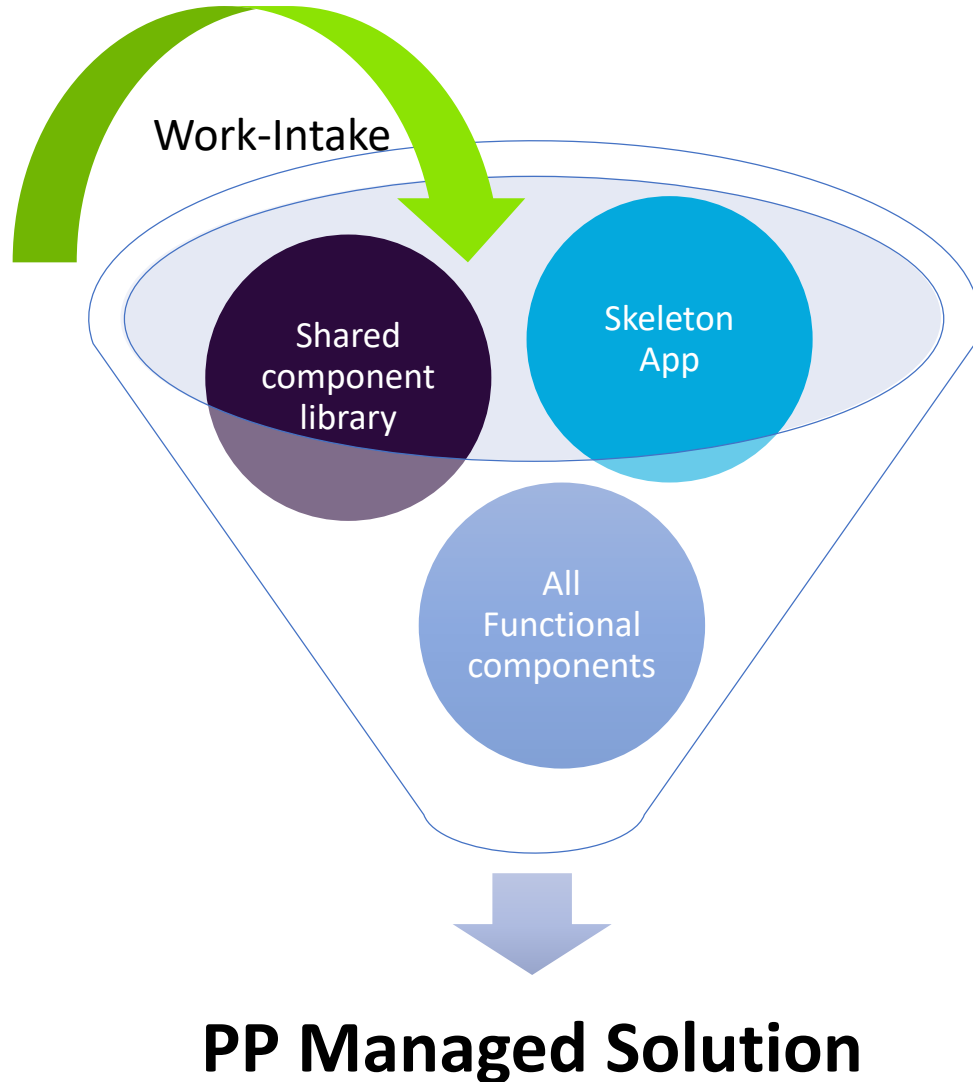 Work-Intake
Shared
component
library
Skeleton
App
All
Functional
components
PP Managed Solution